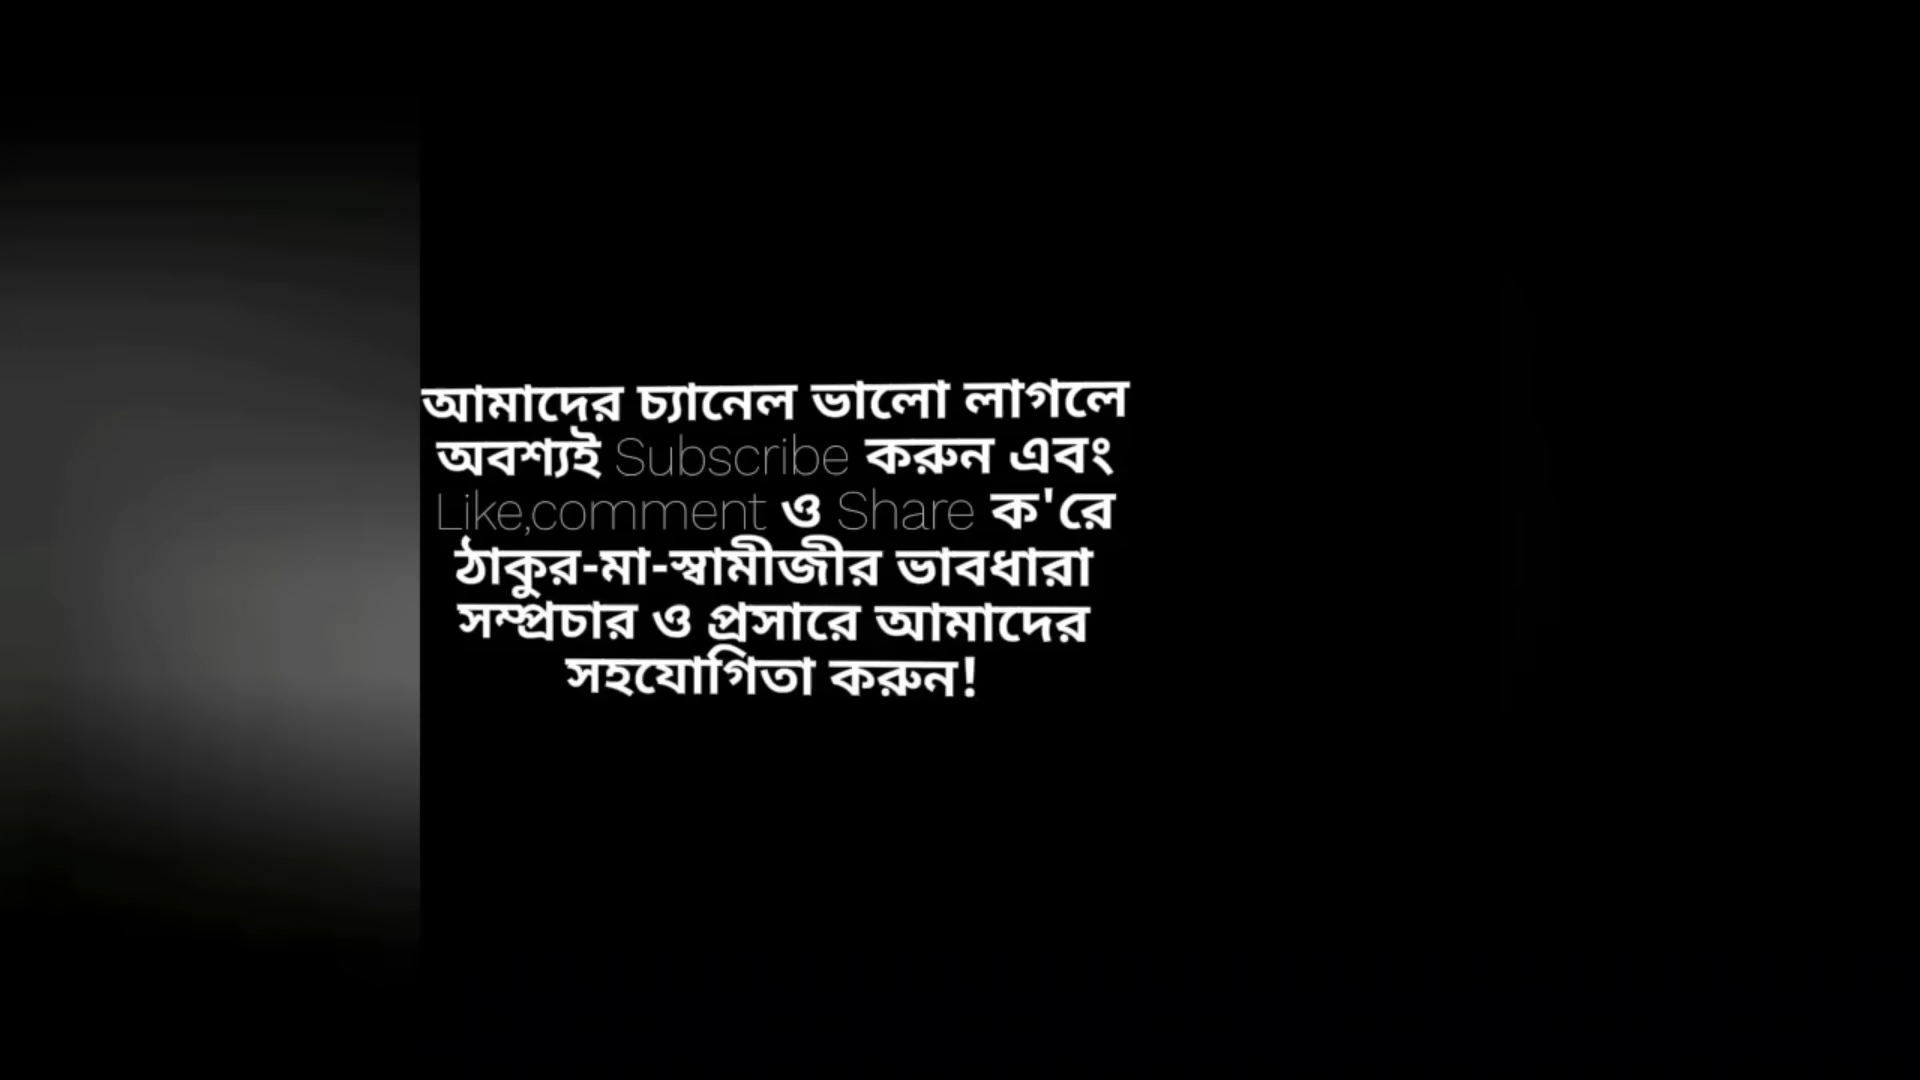 আমাদের চ্যানেল ভালো লাগলে
অবশ্যই Subscribe করুন এবং
Like,comment ও Share ক'রে
ঠাকুর-মা-স্বামীজীর ভাবধারা
সম্প্রচার ও প্রসারে আমাদের
সহযোগিতা করুন!